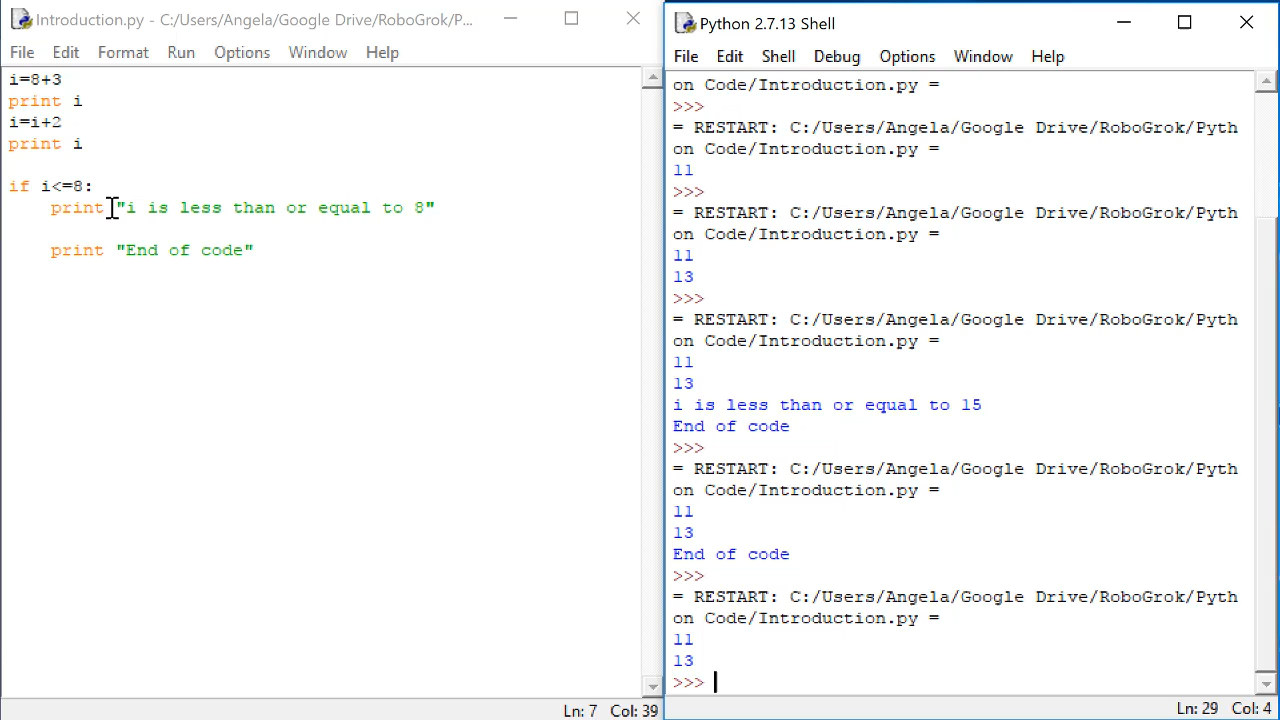 Introduction.py - C:/Users/Angela/Google Drive/RoboGrok/P...
File Edit Format Run Options Window Help
i=8+3
print i
i=i+2
print i
if i<=8:
print "i is less than or equal to 8"
print "End of code"
Ln: 7 Col: 39
Python 2.7.13 Shell
File Edit Shell Debug Options Window Help
on Code/Introduction.py =
>>>
= RESTART: C:/Users/Angela/Google Drive/RoboGrok/Pyth
on Code/Introduction.py =
11
>>>
= RESTART: C:/Users/Angela/Google Drive/RoboGrok/Pyth
on Code/Introduction.py =
11
13
>>>
= RESTART: C:/Users/Angela/Google Drive/RoboGrok/Pyth
on Code/Introduction.py =
11
13
i is less than or equal to 15
End of code
>>>
= RESTART: C:/Users/Angela/Google Drive/RoboGrok/Pyth
on Code/Introduction.py =
11
13
End of code
>>>
= RESTART: C:/Users/Angela/Google Drive/RoboGrok/Pyth
on Code/Introduction.py =
11
13
>>>
Ln: 29 Col: 4